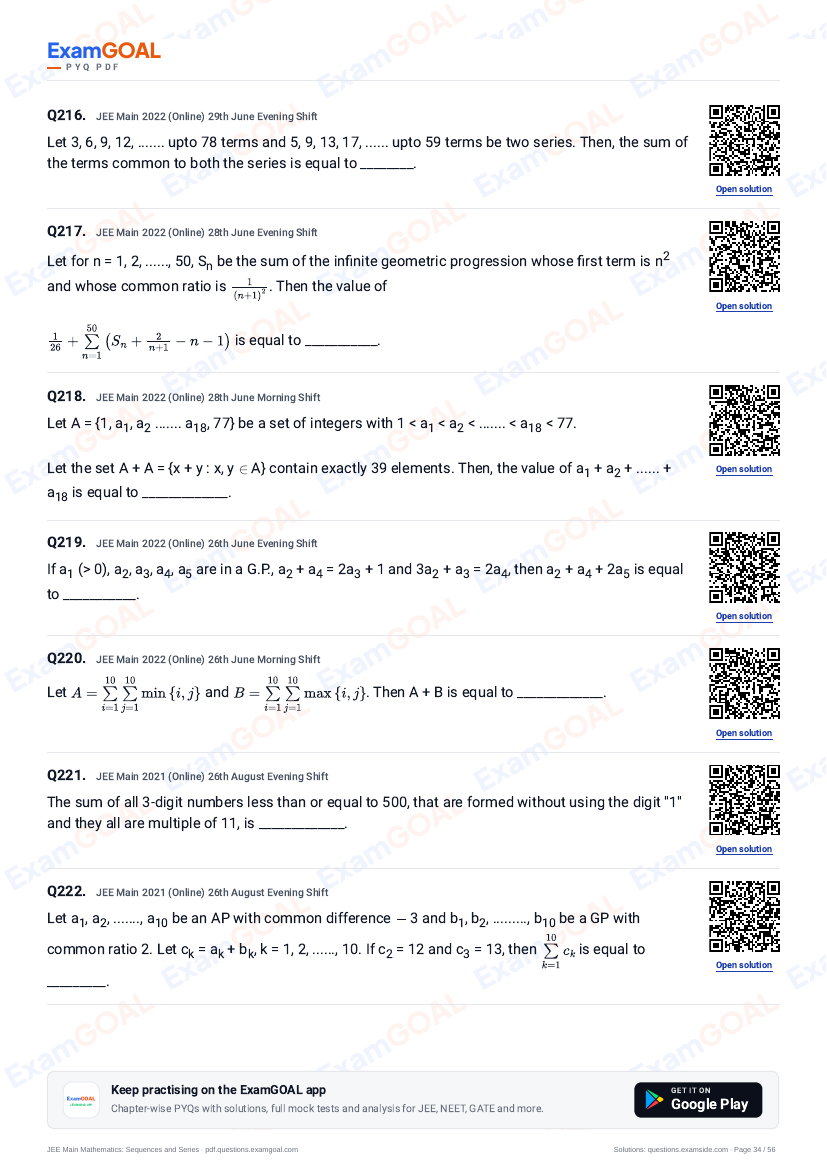 ExamGOAL
PYQ PDF
Q216. JEE Main 2022 (Online) 29th June Evening Shift
Let 3, 6, 9, 12, ....... upto 78 terms and 5, 9, 13, 17, ...... upto 59 terms be two series. Then, the sum of
the terms common to both the series is equal to ________.
Open solution
Q217. JEE Main 2022 (Online) 28th June Evening Shift
Let for n = 1, 2, ......, 50, Sₙ be the sum of the infinite geometric progression whose first term is n²
and whose common ratio is 1/(n+1)². Then the value of
1/26 + ∑_{n=1}^{50} (Sₙ + 2/(n+1) − n − 1) is equal to ___________.
Open solution
Q218. JEE Main 2022 (Online) 28th June Morning Shift
Let A = {1, a₁, a₂ ....... a₁₈, 77} be a set of integers with 1 < a₁ < a₂ < ....... < a₁₈ < 77.
Let the set A + A = {x + y : x, y ∈ A} contain exactly 39 elements. Then, the value of a₁ + a₂ + ...... +
a₁₈ is equal to _____________.
Open solution
Q219. JEE Main 2022 (Online) 26th June Evening Shift
If a₁ (> 0), a₂, a₃, a₄, a₅ are in a G.P., a₂ + a₄ = 2a₃ + 1 and 3a₂ + a₃ = 2a₄, then a₂ + a₄ + 2a₅ is equal
to ___________.
Open solution
Q220. JEE Main 2022 (Online) 26th June Morning Shift
Let A = ∑_{i=1}^{10} ∑_{j=1}^{10} min {i, j} and B = ∑_{i=1}^{10} ∑_{j=1}^{10} max {i, j}. Then A + B is equal to _____________.
Open solution
Q221. JEE Main 2021 (Online) 26th August Evening Shift
The sum of all 3-digit numbers less than or equal to 500, that are formed without using the digit "1"
and they all are multiple of 11, is _____________.
Open solution
Q222. JEE Main 2021 (Online) 26th August Evening Shift
Let a₁, a₂, ......., a₁₀ be an AP with common difference − 3 and b₁, b₂, ........., b₁₀ be a GP with
common ratio 2. Let cₖ = aₖ + bₖ, k = 1, 2, ......, 10. If c₂ = 12 and c₃ = 13, then ∑_{k=1}^{10} cₖ is equal to
_________.
Open solution
ExamGOAL
Keep practising on the ExamGOAL app
Chapter-wise PYQs with solutions, full mock tests and analysis for JEE, NEET, GATE and more.
GET IT ON
Google Play
JEE Main Mathematics: Sequences and Series · pdf.questions.examgoal.com
Solutions: questions.examside.com · Page 34 / 56